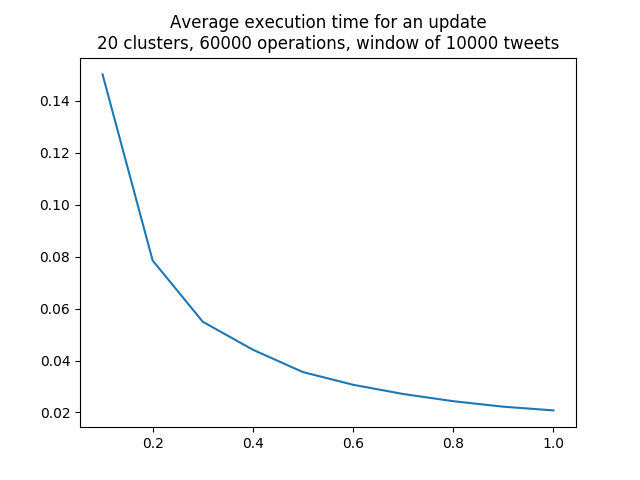 Average execution time for an update
20 clusters, 60000 operations, window of 10000 tweets
0.14
0.12
0.10
0.08
0.06
0.04
0.02
0.2 0.4 0.6 0.8 1.0